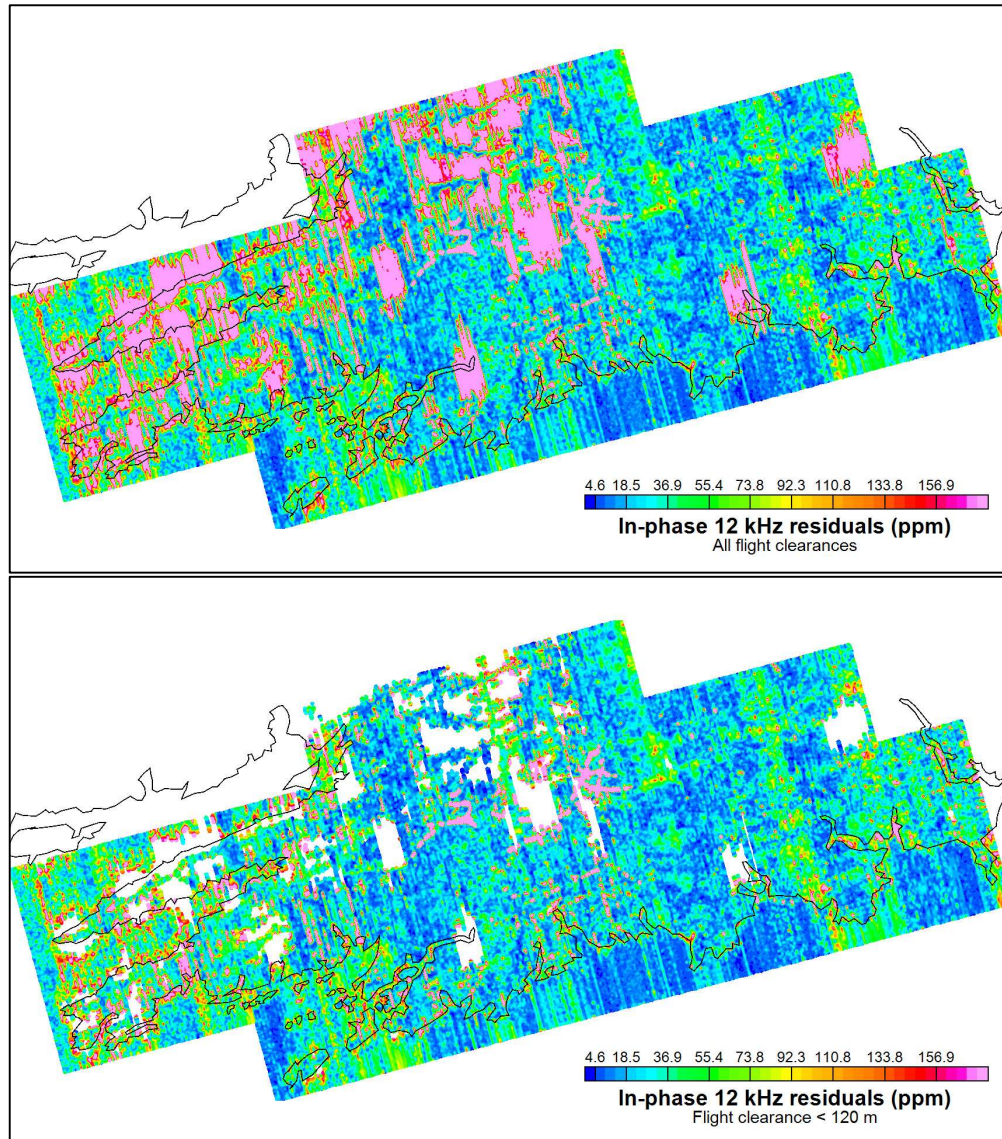 4.6 18.5 36.9 55.4 73.8 92.3 110.8 133.8 156.9
In-phase 12 kHz residuals (ppm)
All flight clearances
4.6 18.5 36.9 55.4 73.8 92.3 110.8 133.8 156.9
In-phase 12 kHz residuals (ppm)
Flight clearance < 120 m